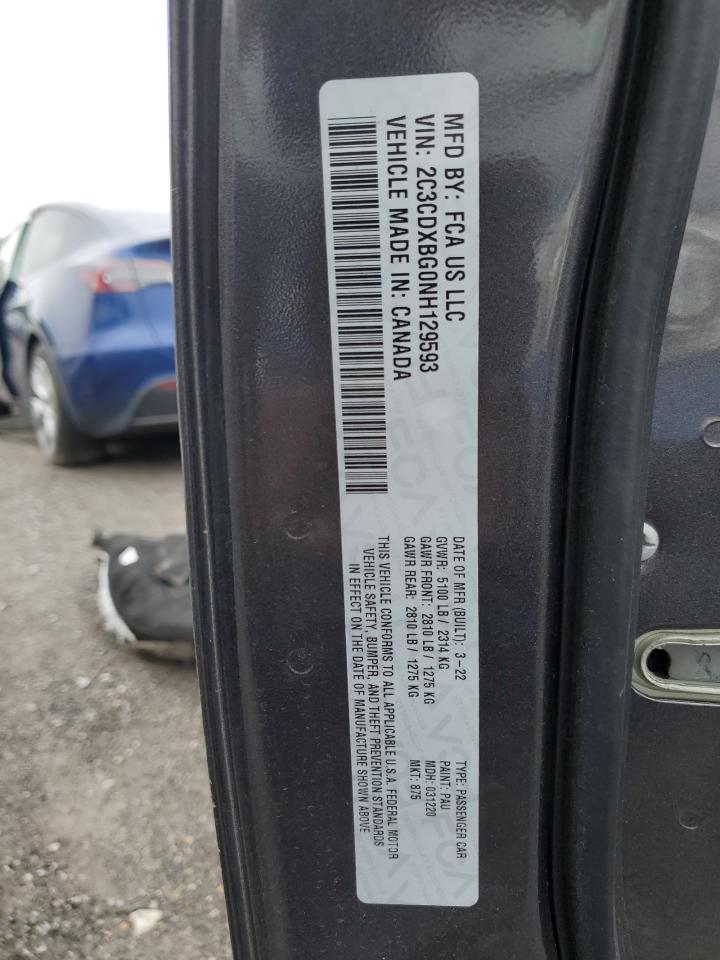 MFD BY: FCA US LLC
VIN: 2C3CDXBG0NH129593
VEHICLE MADE IN: CANADA
DATE OF MFR (BUILT): 3-22
GVWR: 5100 LB / 2314 KG
GAWR FRONT: 2810 LB / 1275 KG
GAWR REAR: 2810 LB / 1275 KG
THIS VEHICLE CONFORMS TO ALL APPLICABLE U.S.A. FEDERAL MOTOR
VEHICLE SAFETY, BUMPER, AND THEFT PREVENTION STANDARDS
IN EFFECT ON THE DATE OF MANUFACTURE SHOWN ABOVE
TYPE: PASSENGER CAR
PAINT: PAU
MDH: 031220
MKT: 875